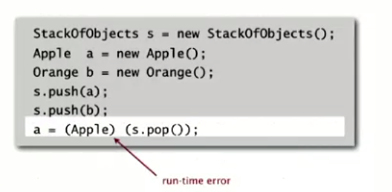 StackOfObjects s = new StackOfObjects();
Apple a = new Apple();
Orange b = new Orange();
s.push(a);
s.push(b);
a = (Apple) (s.pop());
run-time error